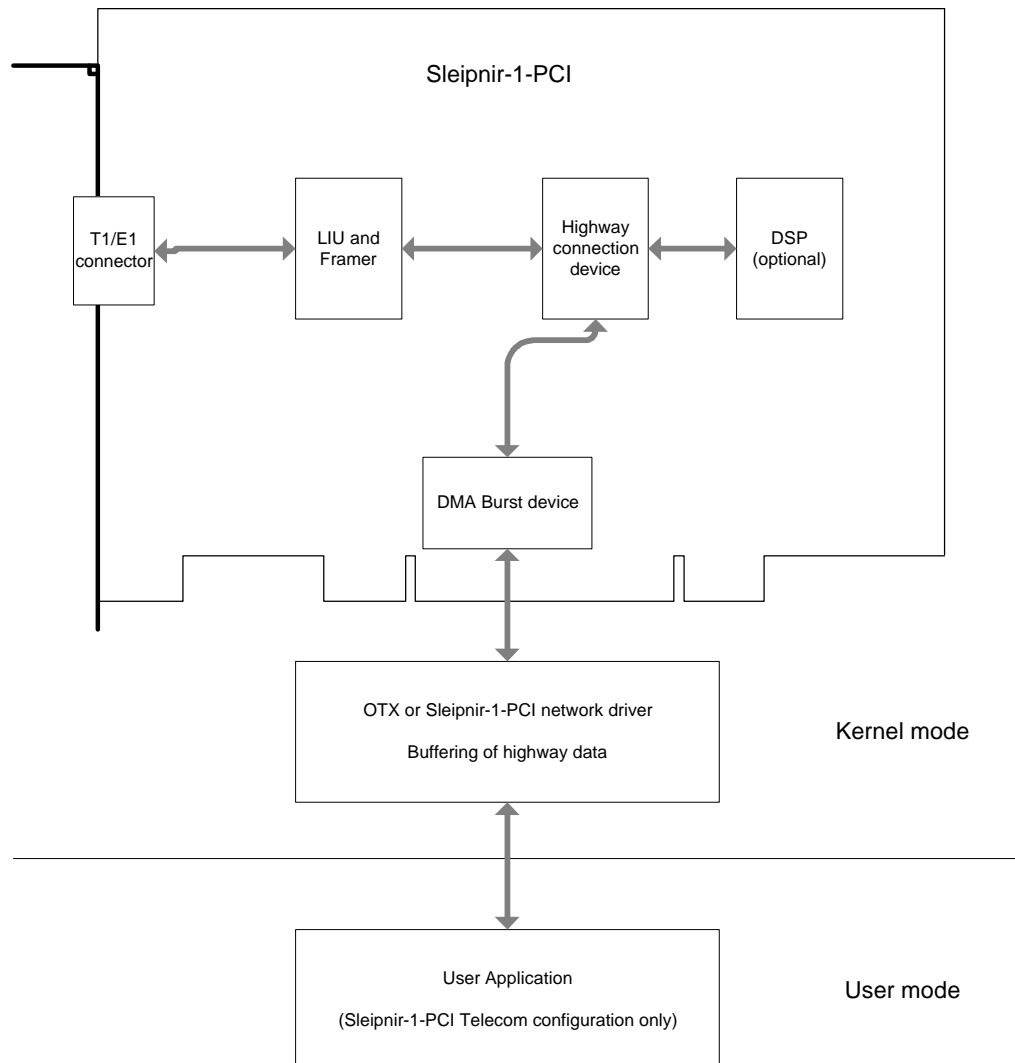 Sleipnir-1-PCI
T1/E1
connector
LIU and
Framer
Highway
connection
device
DSP
(optional)
DMA Burst device
OTX or Sleipnir-1-PCI network driver
Buffering of highway data
Kernel mode
User Application
(Sleipnir-1-PCI Telecom configuration only)
User mode